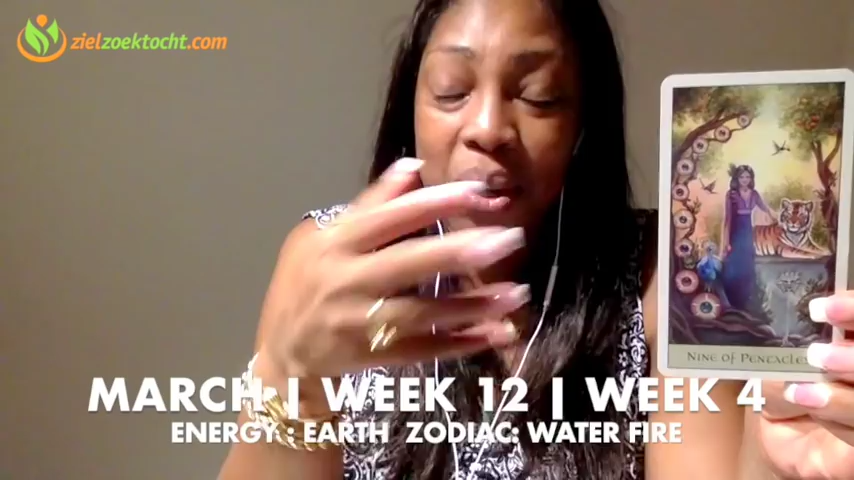 zielzoektocht.com
NINE OF PENTACLES
MARCH | WEEK 12 | WEEK 4
ENERGY : EARTH ZODIAC: WATER FIRE